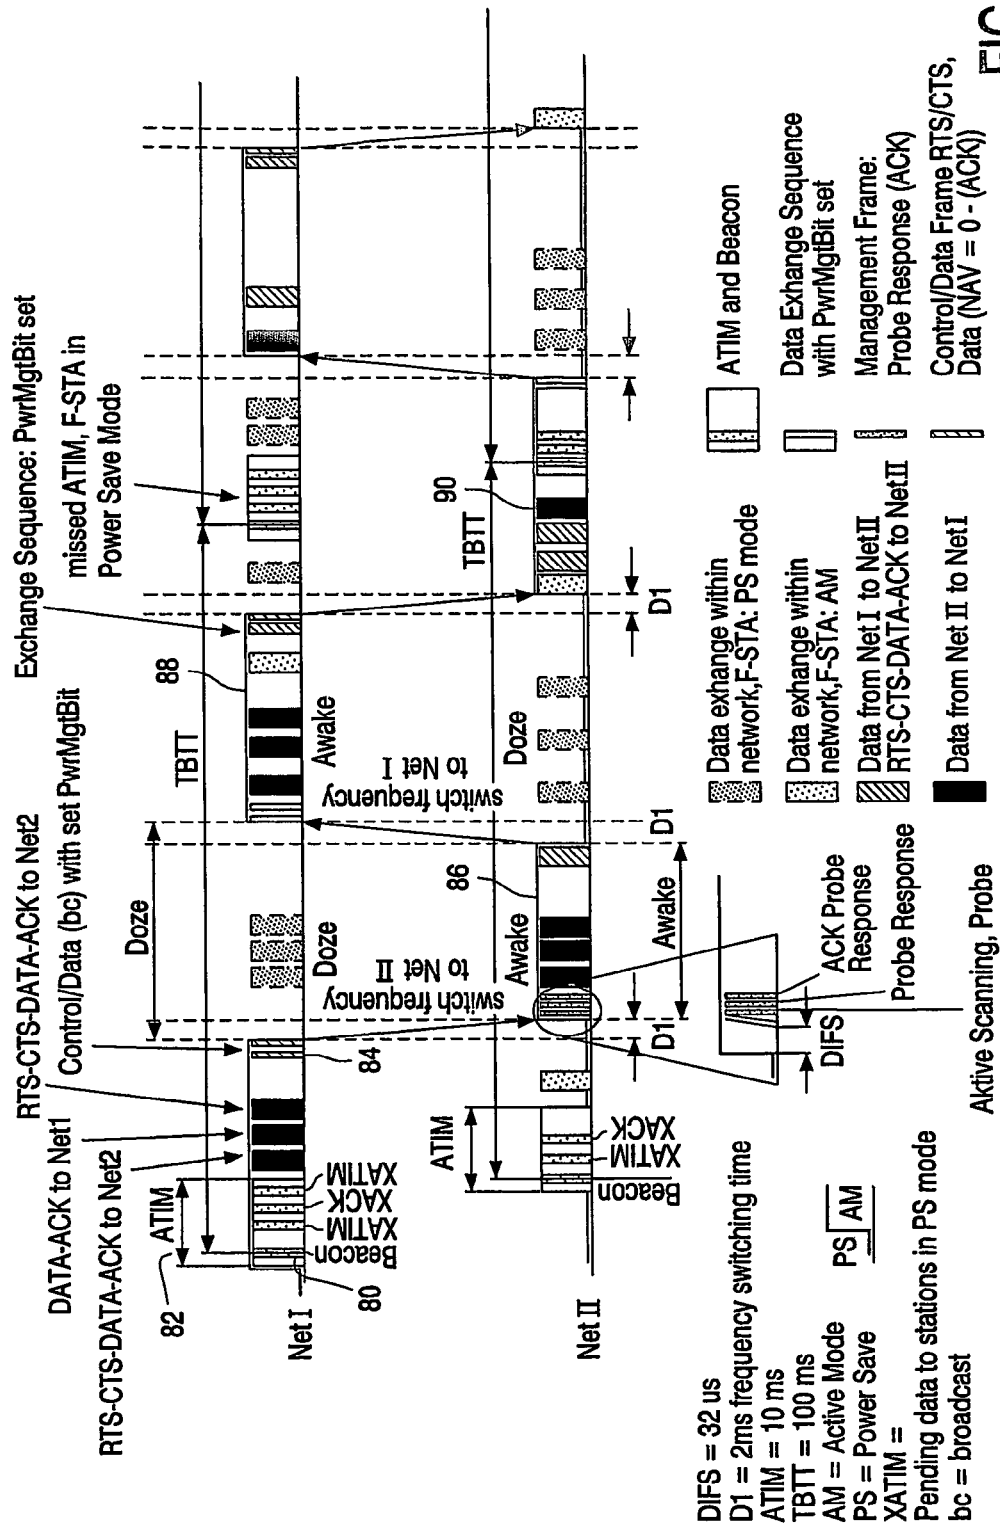 DATA-ACK to Net1
RTS-CTS-DATA-ACK to Net2
RTS-CTS-DATA-ACK to Net2
Control/Data (bc) with set PwrMgtBit
Exchange Sequence: PwrMgtBit set
missed ATIM, F-STA in
Power Save Mode
82
ATIM
80
Beacon
XATIM
XACK
XATIM
84
Doze
Doze
TBTT
88
Awake
switch frequency
to Net II
switch frequency
to Net I
Net I
ATIM
Beacon
XATIM
XACK
D1
Awake
86
Awake
D1
Doze
D1
TBTT
90
Net II
DIFS
ACK Probe
Response
Probe Response
Aktive Scanning, Probe
DIFS = 32 us
D1 = 2ms frequency switching time
ATIM = 10 ms
TBTT = 100 ms
AM = Active Mode
PS = Power Save
PS AM
XATIM =
Pending data to stations in PS mode
bc = broadcast
Data exhange within
network,F-STA: PS mode
Data exhange within
network,F-STA: AM
Data from Net I to Net II
RTS-CTS-DATA-ACK to Net II
Data from Net II to Net I
ATIM and Beacon
Data Exhange Sequence
with PwrMgtBit set
Management Frame:
Probe Response (ACK)
Control/Data Frame RTS/CTS,
Data (NAV = 0 - (ACK))